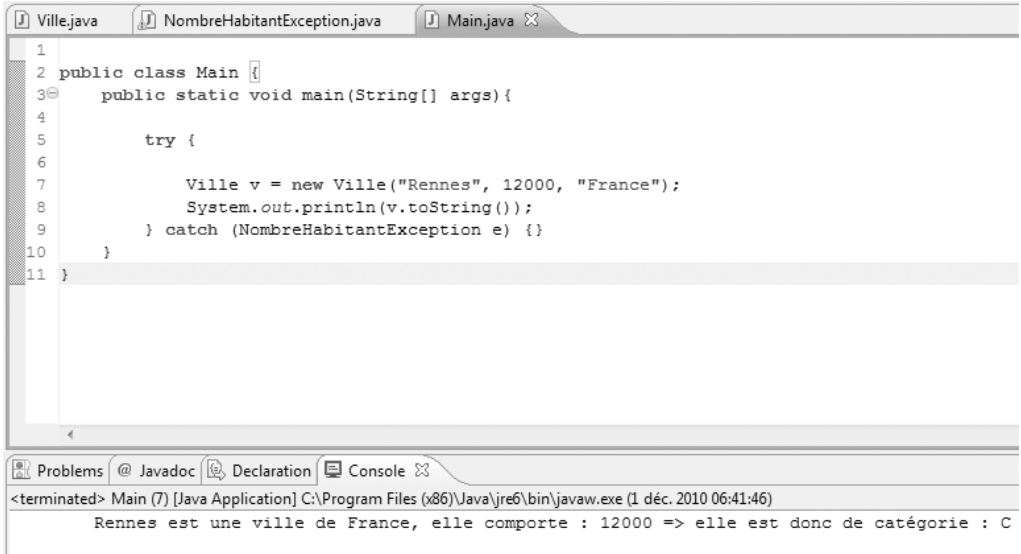 Ville.java NombreHabitantException.java Main.java
1
2 public class Main {
3 public static void main(String[] args){
4
5 try {
6
7 Ville v = new Ville("Rennes", 12000, "France");
8 System.out.println(v.toString());
9 } catch (NombreHabitantException e) {}
10 }
11 }
Problems @ Javadoc Declaration Console
<terminated> Main (7) [Java Application] C:\Program Files (x86)\Java\jre6\bin\javaw.exe (1 déc. 2010 06:41:46)
Rennes est une ville de France, elle comporte : 12000 => elle est donc de catégorie : C